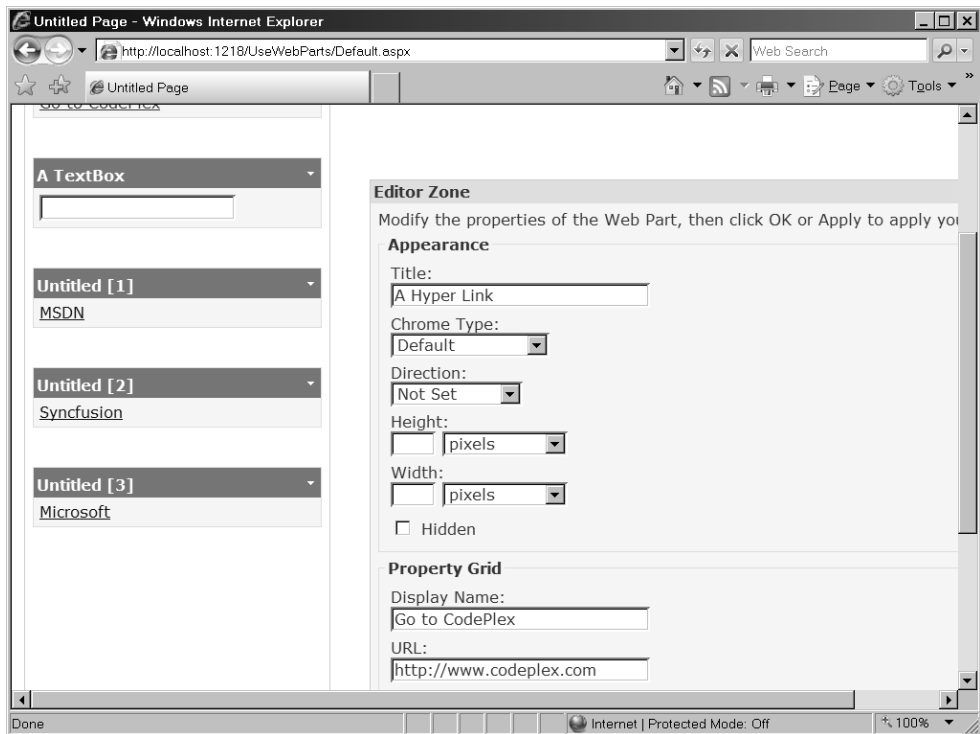 Untitled Page - Windows Internet Explorer
http://localhost:1218/UseWebParts/Default.aspx
Web Search
Untitled Page
Page
Tools
»
Go to CodePlex
A TextBox
Untitled [1]
MSDN
Untitled [2]
Syncfusion
Untitled [3]
Microsoft
Editor Zone
Modify the properties of the Web Part, then click OK or Apply to apply you
Appearance
Title:
A Hyper Link
Chrome Type:
Default
Direction:
Not Set
Height:
pixels
Width:
pixels
Hidden
Property Grid
Display Name:
Go to CodePlex
URL:
http://www.codeplex.com
Done
Internet | Protected Mode: Off
100%